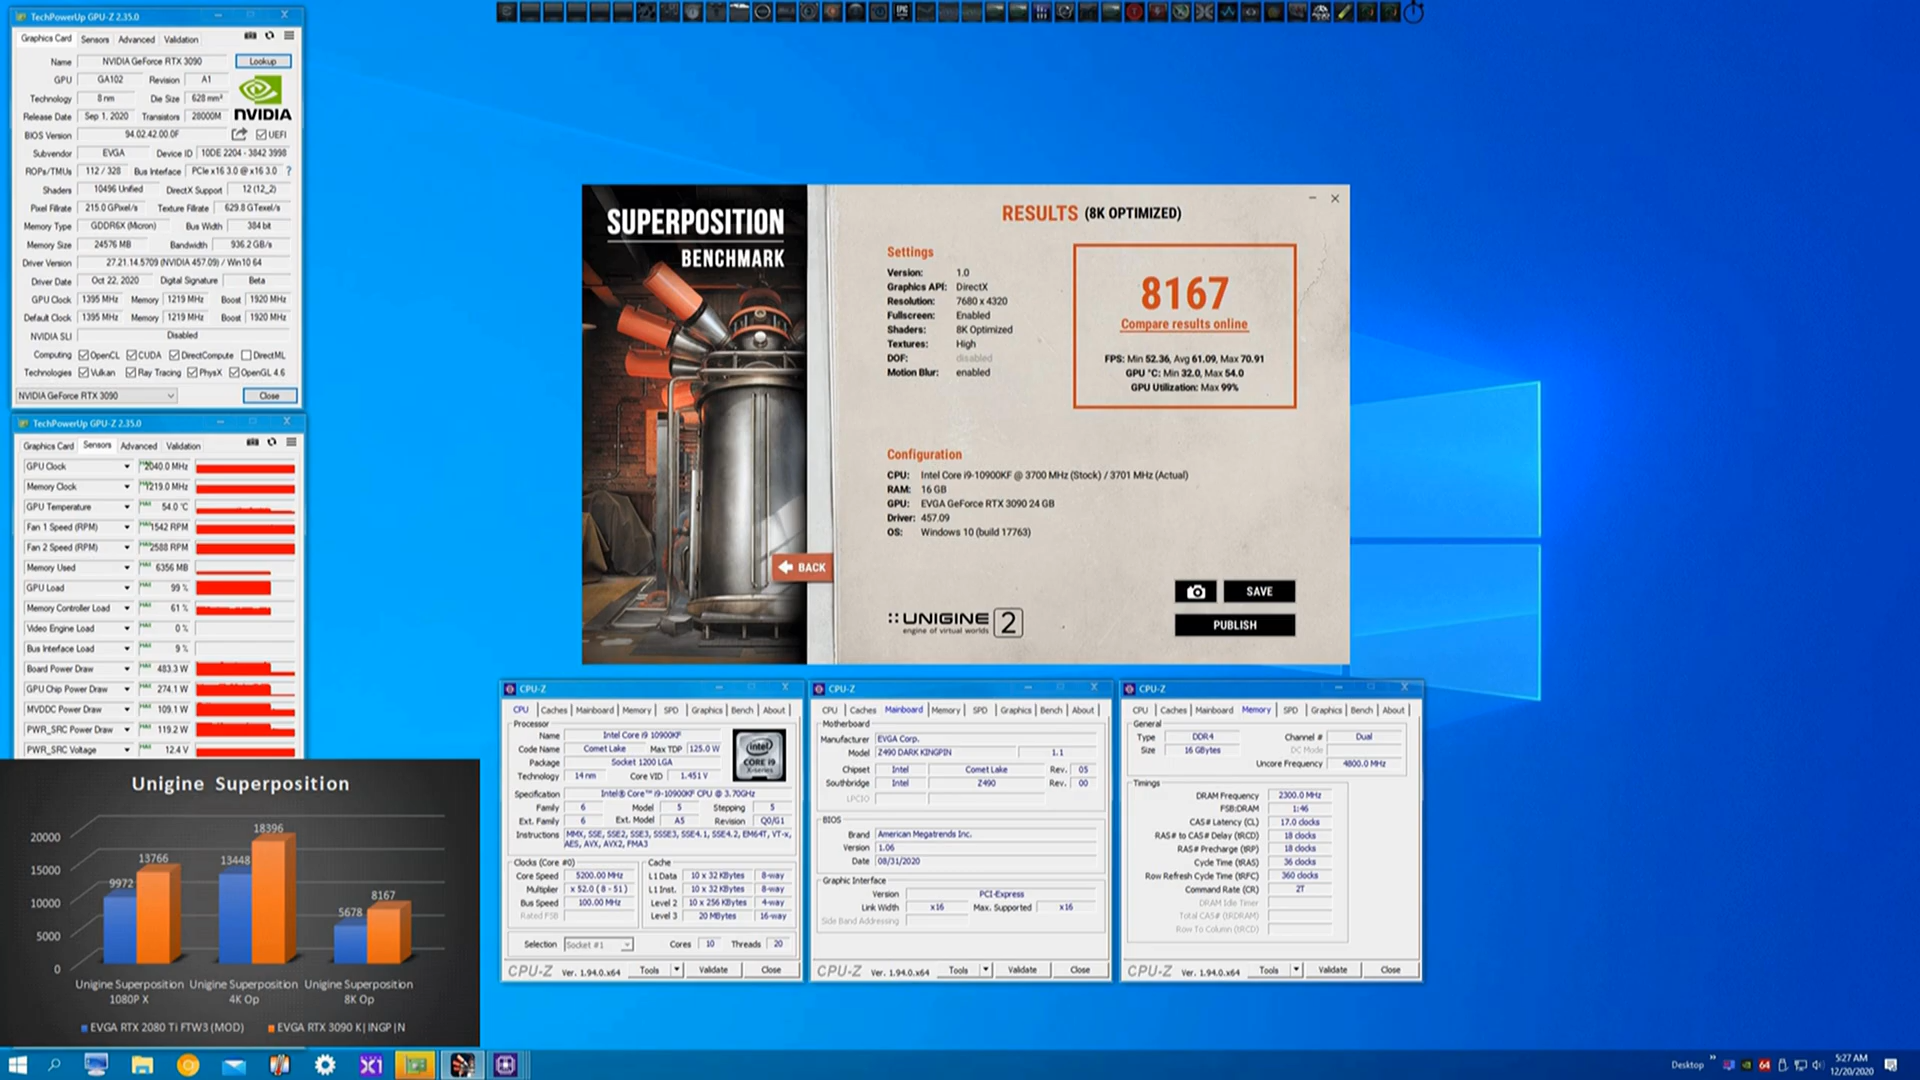 TechPowerUp GPU-Z 2.35.0
Graphics Card Sensors Advanced Validation
Name NVIDIA GeForce RTX 3090 Lookup
GPU GA102 Revision A1
Technology 8 nm Die Size 628 mm²
NVIDIA
Release Date Sep 1, 2020 Transistors 28000M
BIOS Version 94.02.42.00.0F UEFI
Subvendor EVGA Device ID 10DE 2204 - 3842 3998
ROPs/TMUs 112 / 328 Bus Interface PCIe x16 3.0 @ x16 3.0 ?
Shaders 10496 Unified DirectX Support 12 (12_2)
Pixel Fillrate 215.0 GPixel/s Texture Fillrate 629.8 GTexel/s
Memory Type GDDR6X (Micron) Bus Width 384 bit
Memory Size 24576 MB Bandwidth 936.2 GB/s
Driver Version 27.21.14.5709 (NVIDIA 457.09) / Win10 64
Driver Date Oct 22, 2020 Digital Signature Beta
GPU Clock 1395 MHz Memory 1219 MHz Boost 1920 MHz
Default Clock 1395 MHz Memory 1219 MHz Boost 1920 MHz
NVIDIA SLI Disabled
Computing OpenCL CUDA DirectCompute DirectML
Technologies Vulkan Ray Tracing PhysX OpenGL 4.6
NVIDIA GeForce RTX 3090 Close
TechPowerUp GPU-Z 2.35.0
Graphics Card Sensors Advanced Validation
GPU Clock MAX 2040.0 MHz
Memory Clock MAX 1219.0 MHz
GPU Temperature MAX 54.0 °C
Fan 1 Speed (RPM) MAX 1542 RPM
Fan 2 Speed (RPM) MAX 2588 RPM
Memory Used MAX 6356 MB
GPU Load MAX 99 %
Memory Controller Load MAX 61 %
Video Engine Load MAX 0 %
Bus Interface Load MAX 9 %
Board Power Draw MAX 483.3 W
GPU Chip Power Draw MAX 274.1 W
MVDDC Power Draw MAX 109.1 W
PWR_SRC Power Draw MAX 119.2 W
PWR_SRC Voltage MAX 12.4 V
Unigine Superposition
20000
15000
10000
5000
0
9972
13766
13448
18396
5678
8167
Unigine Superposition 1080P X
Unigine Superposition 4K Op
Unigine Superposition 8K Op
EVGA RTX 2080 Ti FTW3 (MOD) EVGA RTX 3090 K|INGP|N
EPIC
SUPERPOSITION
BENCHMARK
BACK
RESULTS (8K OPTIMIZED)
Settings
Version: 1.0
Graphics API: DirectX
Resolution: 7680 x 4320
Fullscreen: Enabled
Shaders: 8K Optimized
Textures: High
DOF: disabled
Motion Blur: enabled
8167
Compare results online
FPS: Min 52.36, Avg 61.09, Max 70.91
GPU °C: Min 32.0, Max 54.0
GPU Utilization: Max 99%
Configuration
CPU: Intel Core i9-10900KF @ 3700 MHz (Stock) / 3701 MHz (Actual)
RAM: 16 GB
GPU: EVGA GeForce RTX 3090 24 GB
Driver: 457.09
OS: Windows 10 (build 17763)
SAVE
PUBLISH
UNIGINE 2
engine of virtual worlds
CPU-Z
CPU Caches Mainboard Memory SPD Graphics Bench About
Processor
Name Intel Core i9 10900KF
Code Name Comet Lake Max TDP 125.0 W
Package Socket 1200 LGA
Technology 14 nm Core VID 1.451 V
intel
CORE i9
X-series
Specification Intel® Core™ i9-10900KF CPU @ 3.70GHz
Family 6 Model 5 Stepping 5
Ext. Family 6 Ext. Model A5 Revision Q0/G1
Instructions MMX, SSE, SSE2, SSE3, SSSE3, SSE4.1, SSE4.2, EM64T, VT-x,
AES, AVX, AVX2, FMA3
Clocks (Core #0)
Core Speed 5200.00 MHz
Multiplier x 52.0 ( 8 - 51 )
Bus Speed 100.00 MHz
Rated FSB
Cache
L1 Data 10 x 32 KBytes 8-way
L1 Inst. 10 x 32 KBytes 8-way
Level 2 10 x 256 KBytes 4-way
Level 3 20 MBytes 16-way
Selection Socket #1 Cores 10 Threads 20
CPU-Z Ver. 1.94.0.x64 Tools Validate Close
CPU-Z
CPU Caches Mainboard Memory SPD Graphics Bench About
Motherboard
Manufacturer EVGA Corp.
Model Z490 DARK KINGPIN 1.1
Chipset Intel Comet Lake Rev. 05
Southbridge Intel Z490 Rev. 00
LPCIO
BIOS
Brand American Megatrends Inc.
Version 1.06
Date 08/31/2020
Graphic Interface
Version PCI-Express
Link Width x16 Max. Supported x16
Side Band Addressing
CPU-Z Ver. 1.94.0.x64 Tools Validate Close
CPU-Z
CPU Caches Mainboard Memory SPD Graphics Bench About
General
Type DDR4 Channel # Dual
Size 16 GBytes DC Mode
Uncore Frequency 4800.0 MHz
Timings
DRAM Frequency 2300.0 MHz
FSB:DRAM 1:46
CAS# Latency (CL) 17.0 clocks
RAS# to CAS# Delay (tRCD) 18 clocks
RAS# Precharge (tRP) 18 clocks
Cycle Time (tRAS) 36 clocks
Row Refresh Cycle Time (tRFC) 360 clocks
Command Rate (CR) 2T
DRAM Idle Timer
Total CAS# (tRDRAM)
Row To Column (tRCD)
CPU-Z Ver. 1.94.0.x64 Tools Validate Close
X1
Desktop
64
5:27 AM
12/20/2020